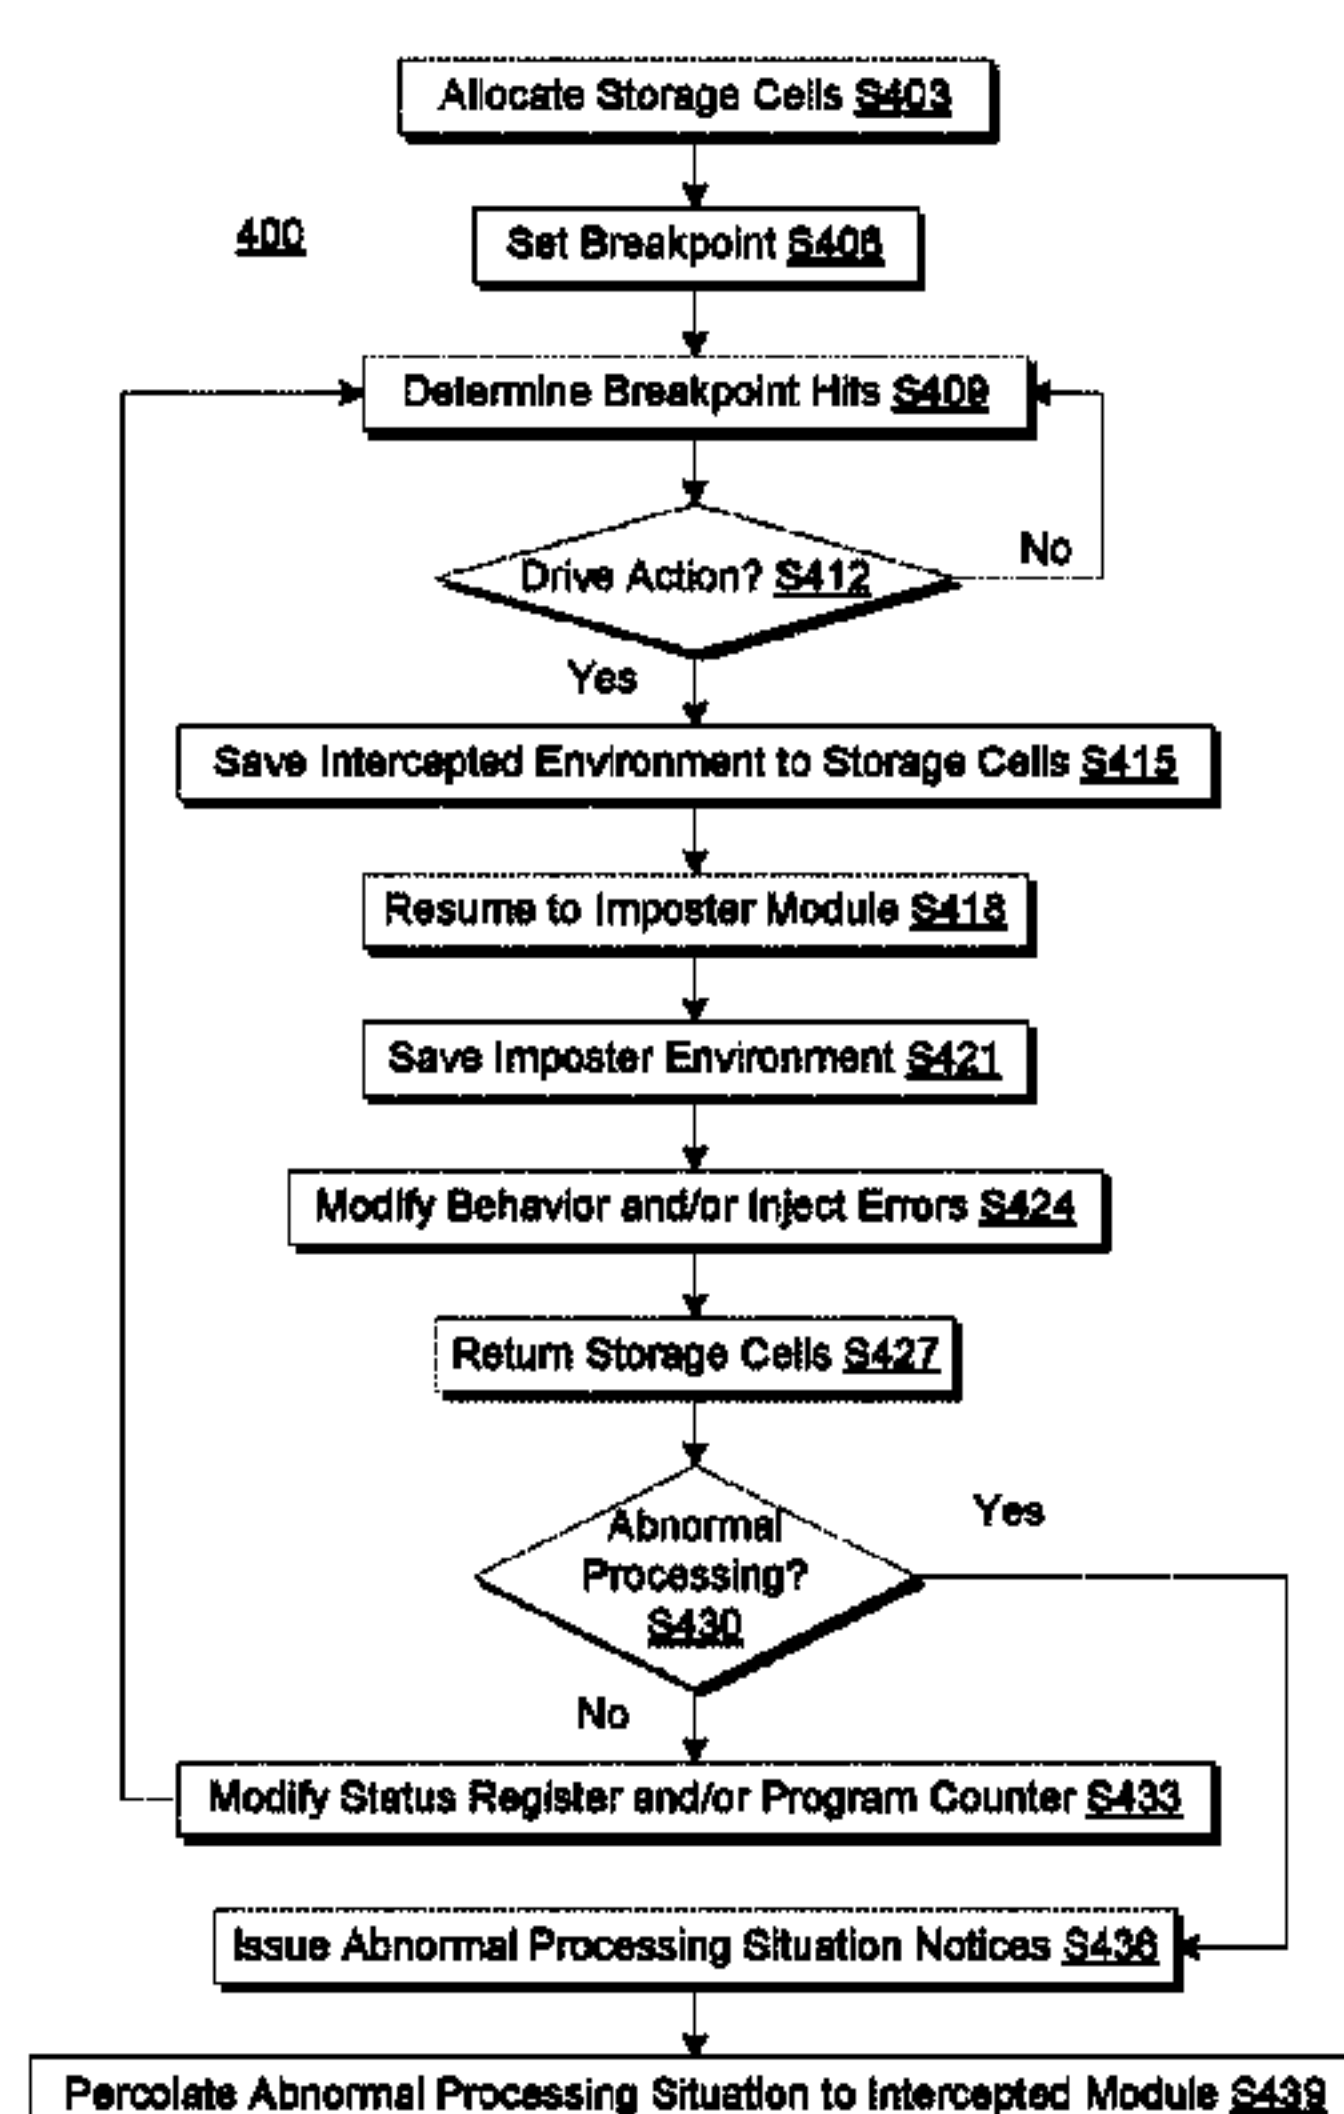 Allocate Storage Cells S403
400
Set Breakpoint S406
Determine Breakpoint Hits S409
Drive Action? S412
No
Yes
Save Intercepted Environment to Storage Cells S415
Resume to Imposter Module S418
Save Imposter Environment S421
Modify Behavior and/or Inject Errors S424
Return Storage Cells S427
Abnormal
Processing?
S430
Yes
No
Modify Status Register and/or Program Counter S433
Issue Abnormal Processing Situation Notices S436
Percolate Abnormal Processing Situation to Intercepted Module S439